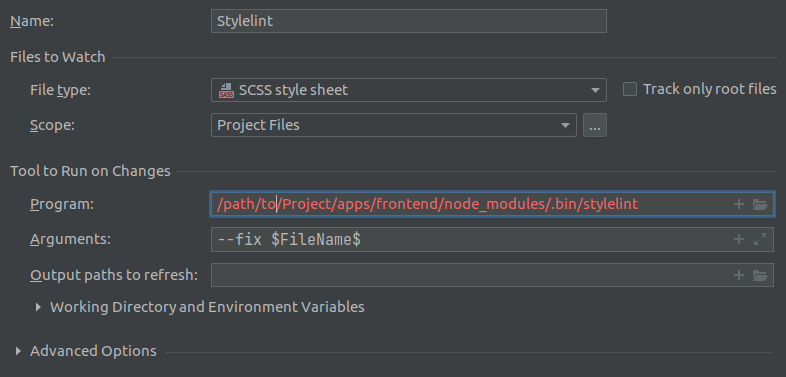 Name: Stylelint
Files to Watch
File type: SASS SCSS style sheet Track only root files
Scope: Project Files ...
Tool to Run on Changes
Program: /path/to/Project/apps/frontend/node_modules/.bin/stylelint
Arguments: --fix $FileName$
Output paths to refresh:
Working Directory and Environment Variables
Advanced Options